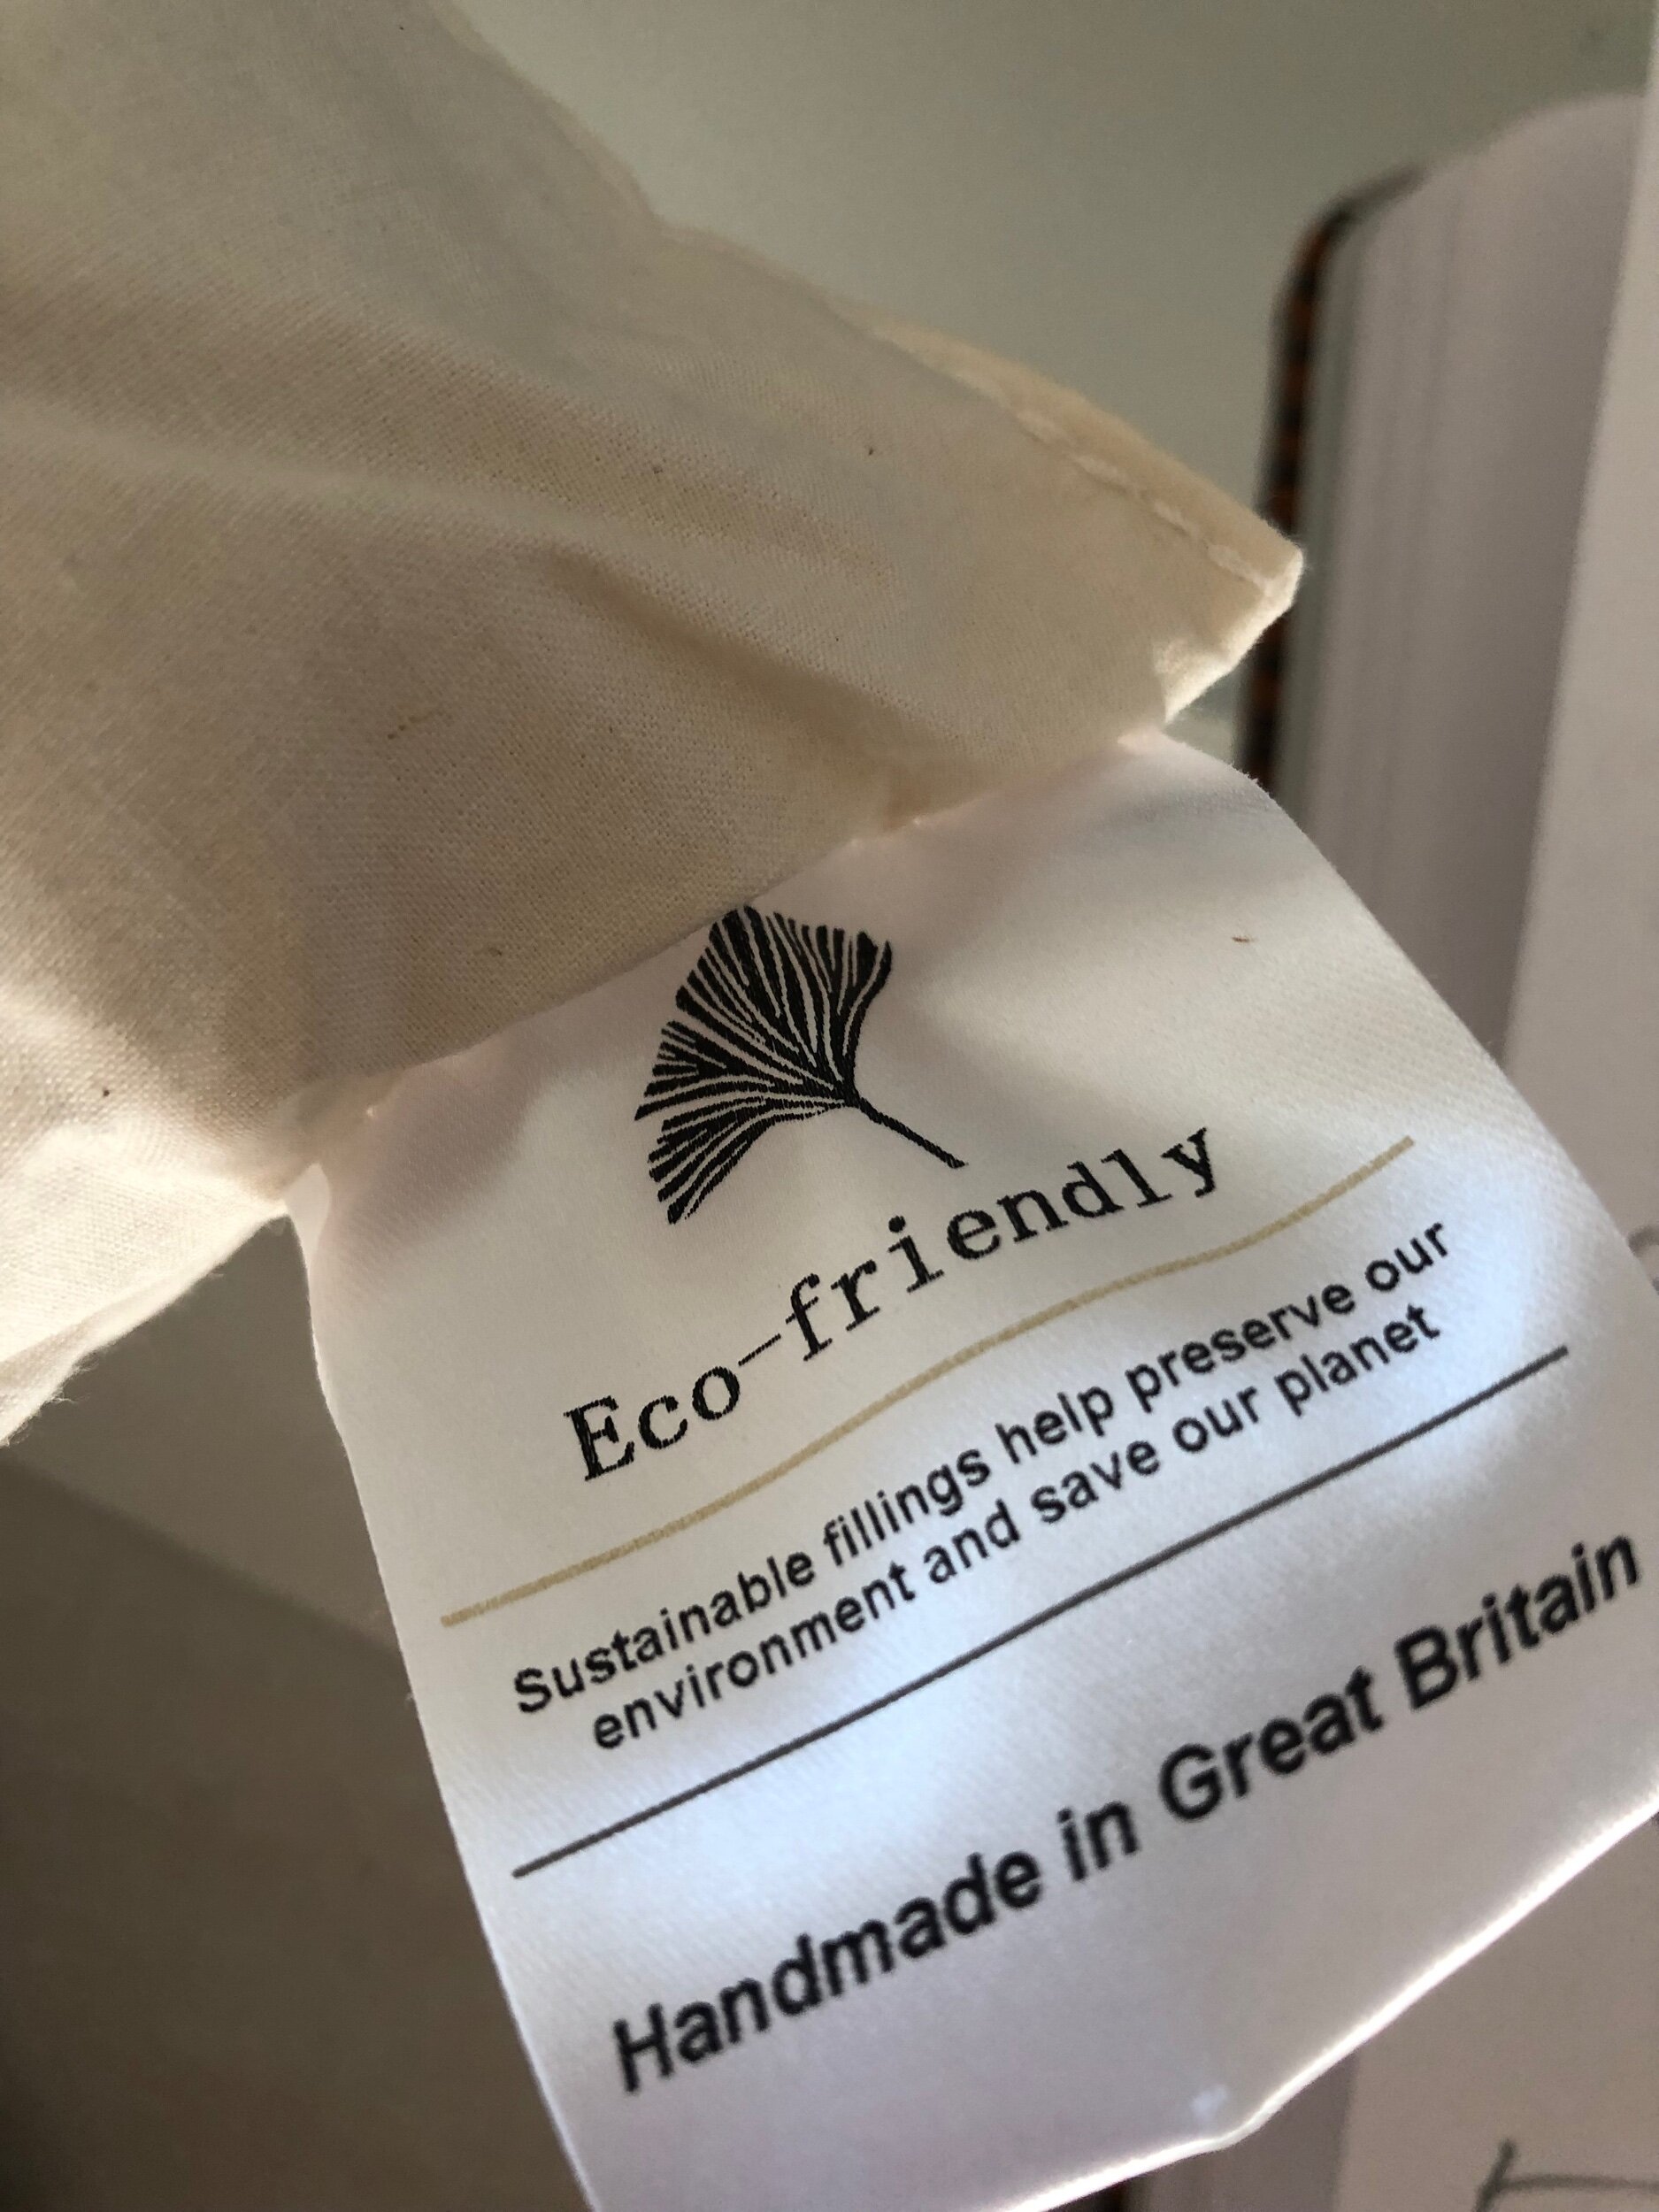 Eco-friendly
Sustainable fillings help preserve our
environment and save our planet
Handmade in Great Britain